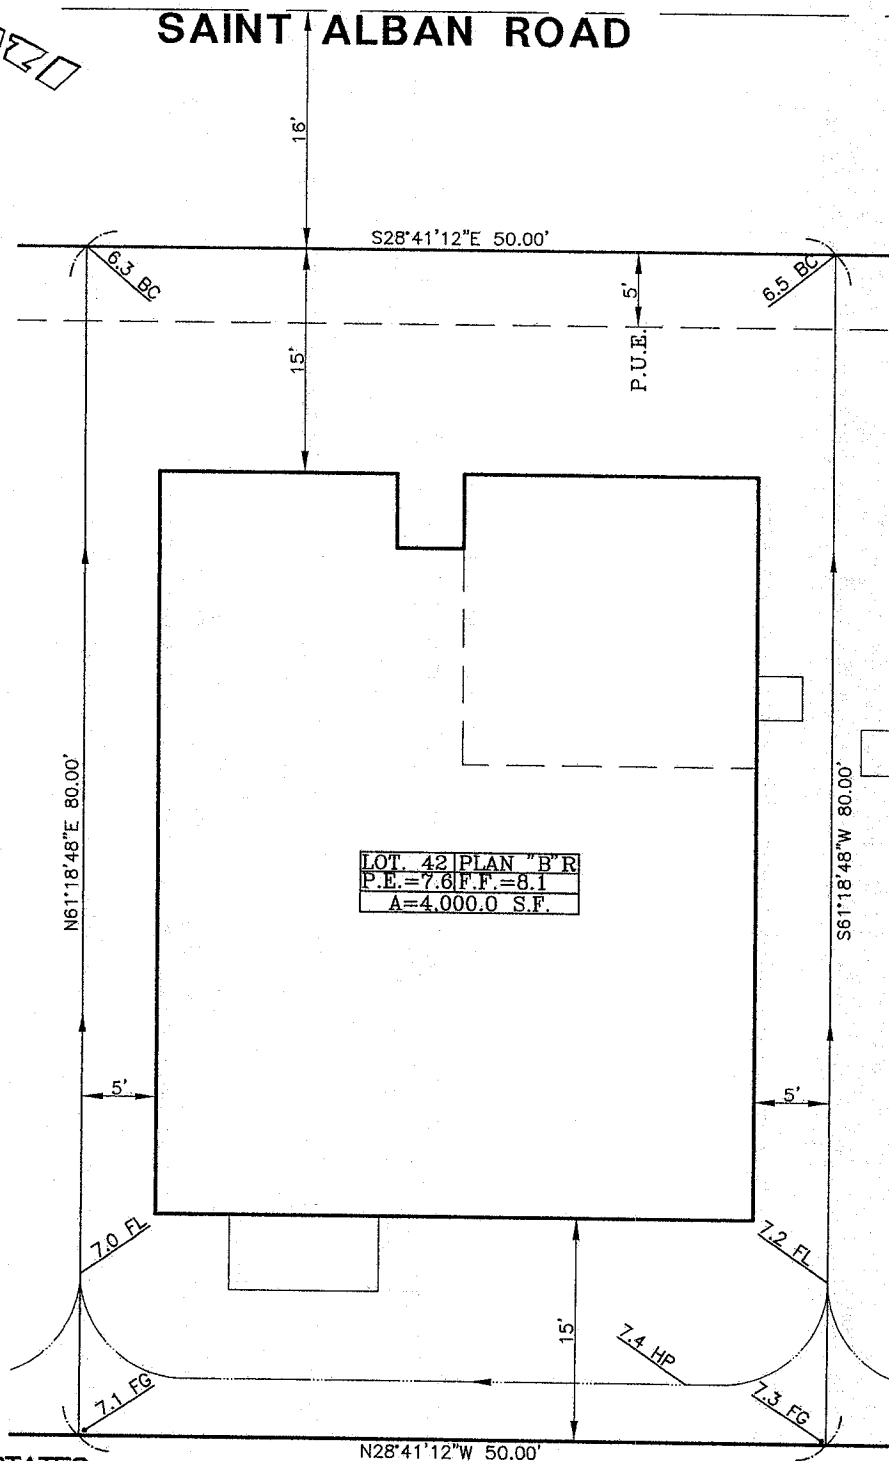 SAINT ALBAN ROAD
16'
S28°41'12"E 50.00'
6.3 BC
6.5 BC
5'
15'
P.U.E.
N61°18'48"E 80.00'
S61°18'48"W 80.00'
LOT. 42 PLAN "B"R
P.E.=7.6 F.F.=8.1
A=4,000.0 S.F.
5'
5'
7.0 FL
7.2 FL
15'
7.4 HP
7.1 FG
7.3 FG
N28°41'12"W 50.00'